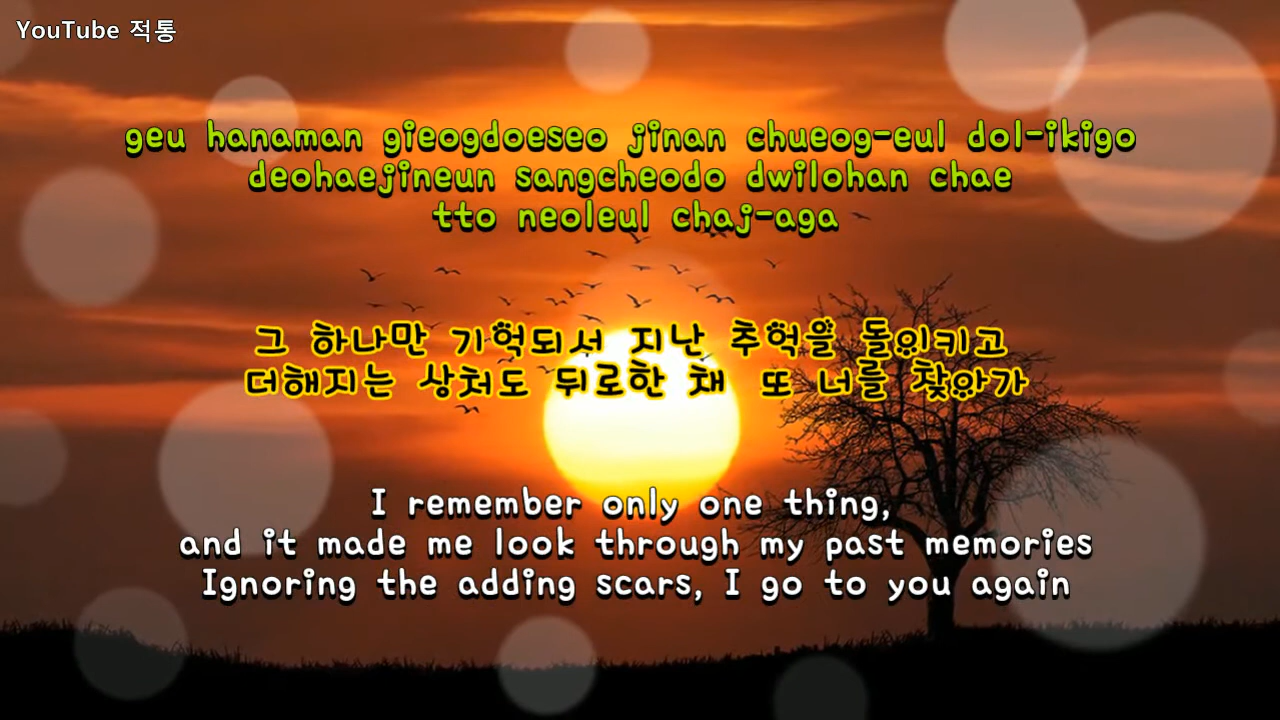 YouTube 적통
geu hanaman gieogdoeseo jinan chueog-eul dol-ikigo
deohaejineun sangcheodo dwilohan chae
tto neoleul chaj-aga
그 하나만 기억되서 지난 추억을 돌이키고
더해지는 상처도 뒤로한 채 또 너를 찾아가
I remember only one thing,
and it made me look through my past memories
Ignoring the adding scars, I go to you again